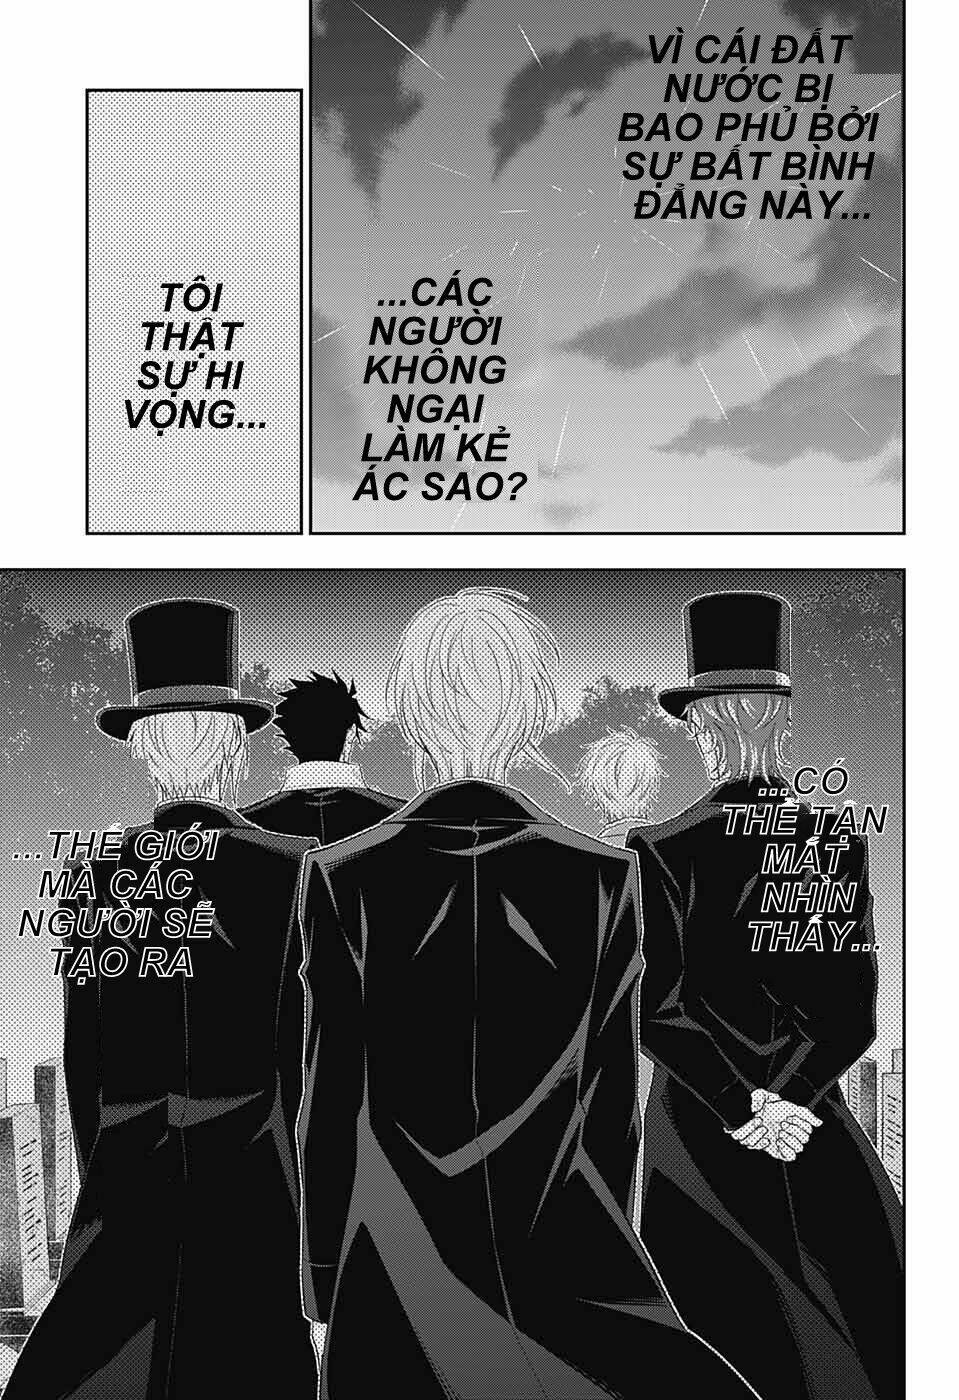 VÌ CÁI ĐẤT
NƯỚC BỊ
BAO PHỦ BỞI
SỰ BẤT BÌNH
ĐẲNG NÀY...
...CÁC
NGƯỜI
KHÔNG
NGẠI
LÀM KẺ
ÁC SAO?
TÔI
THẬT
SỰ HI
VỌNG...
...CÓ
THỂ TẬN
MẮT
NHÌN
THẤY...
...THẾ GIỚI
MÀ CÁC
NGƯỜI SẼ
TẠO RA